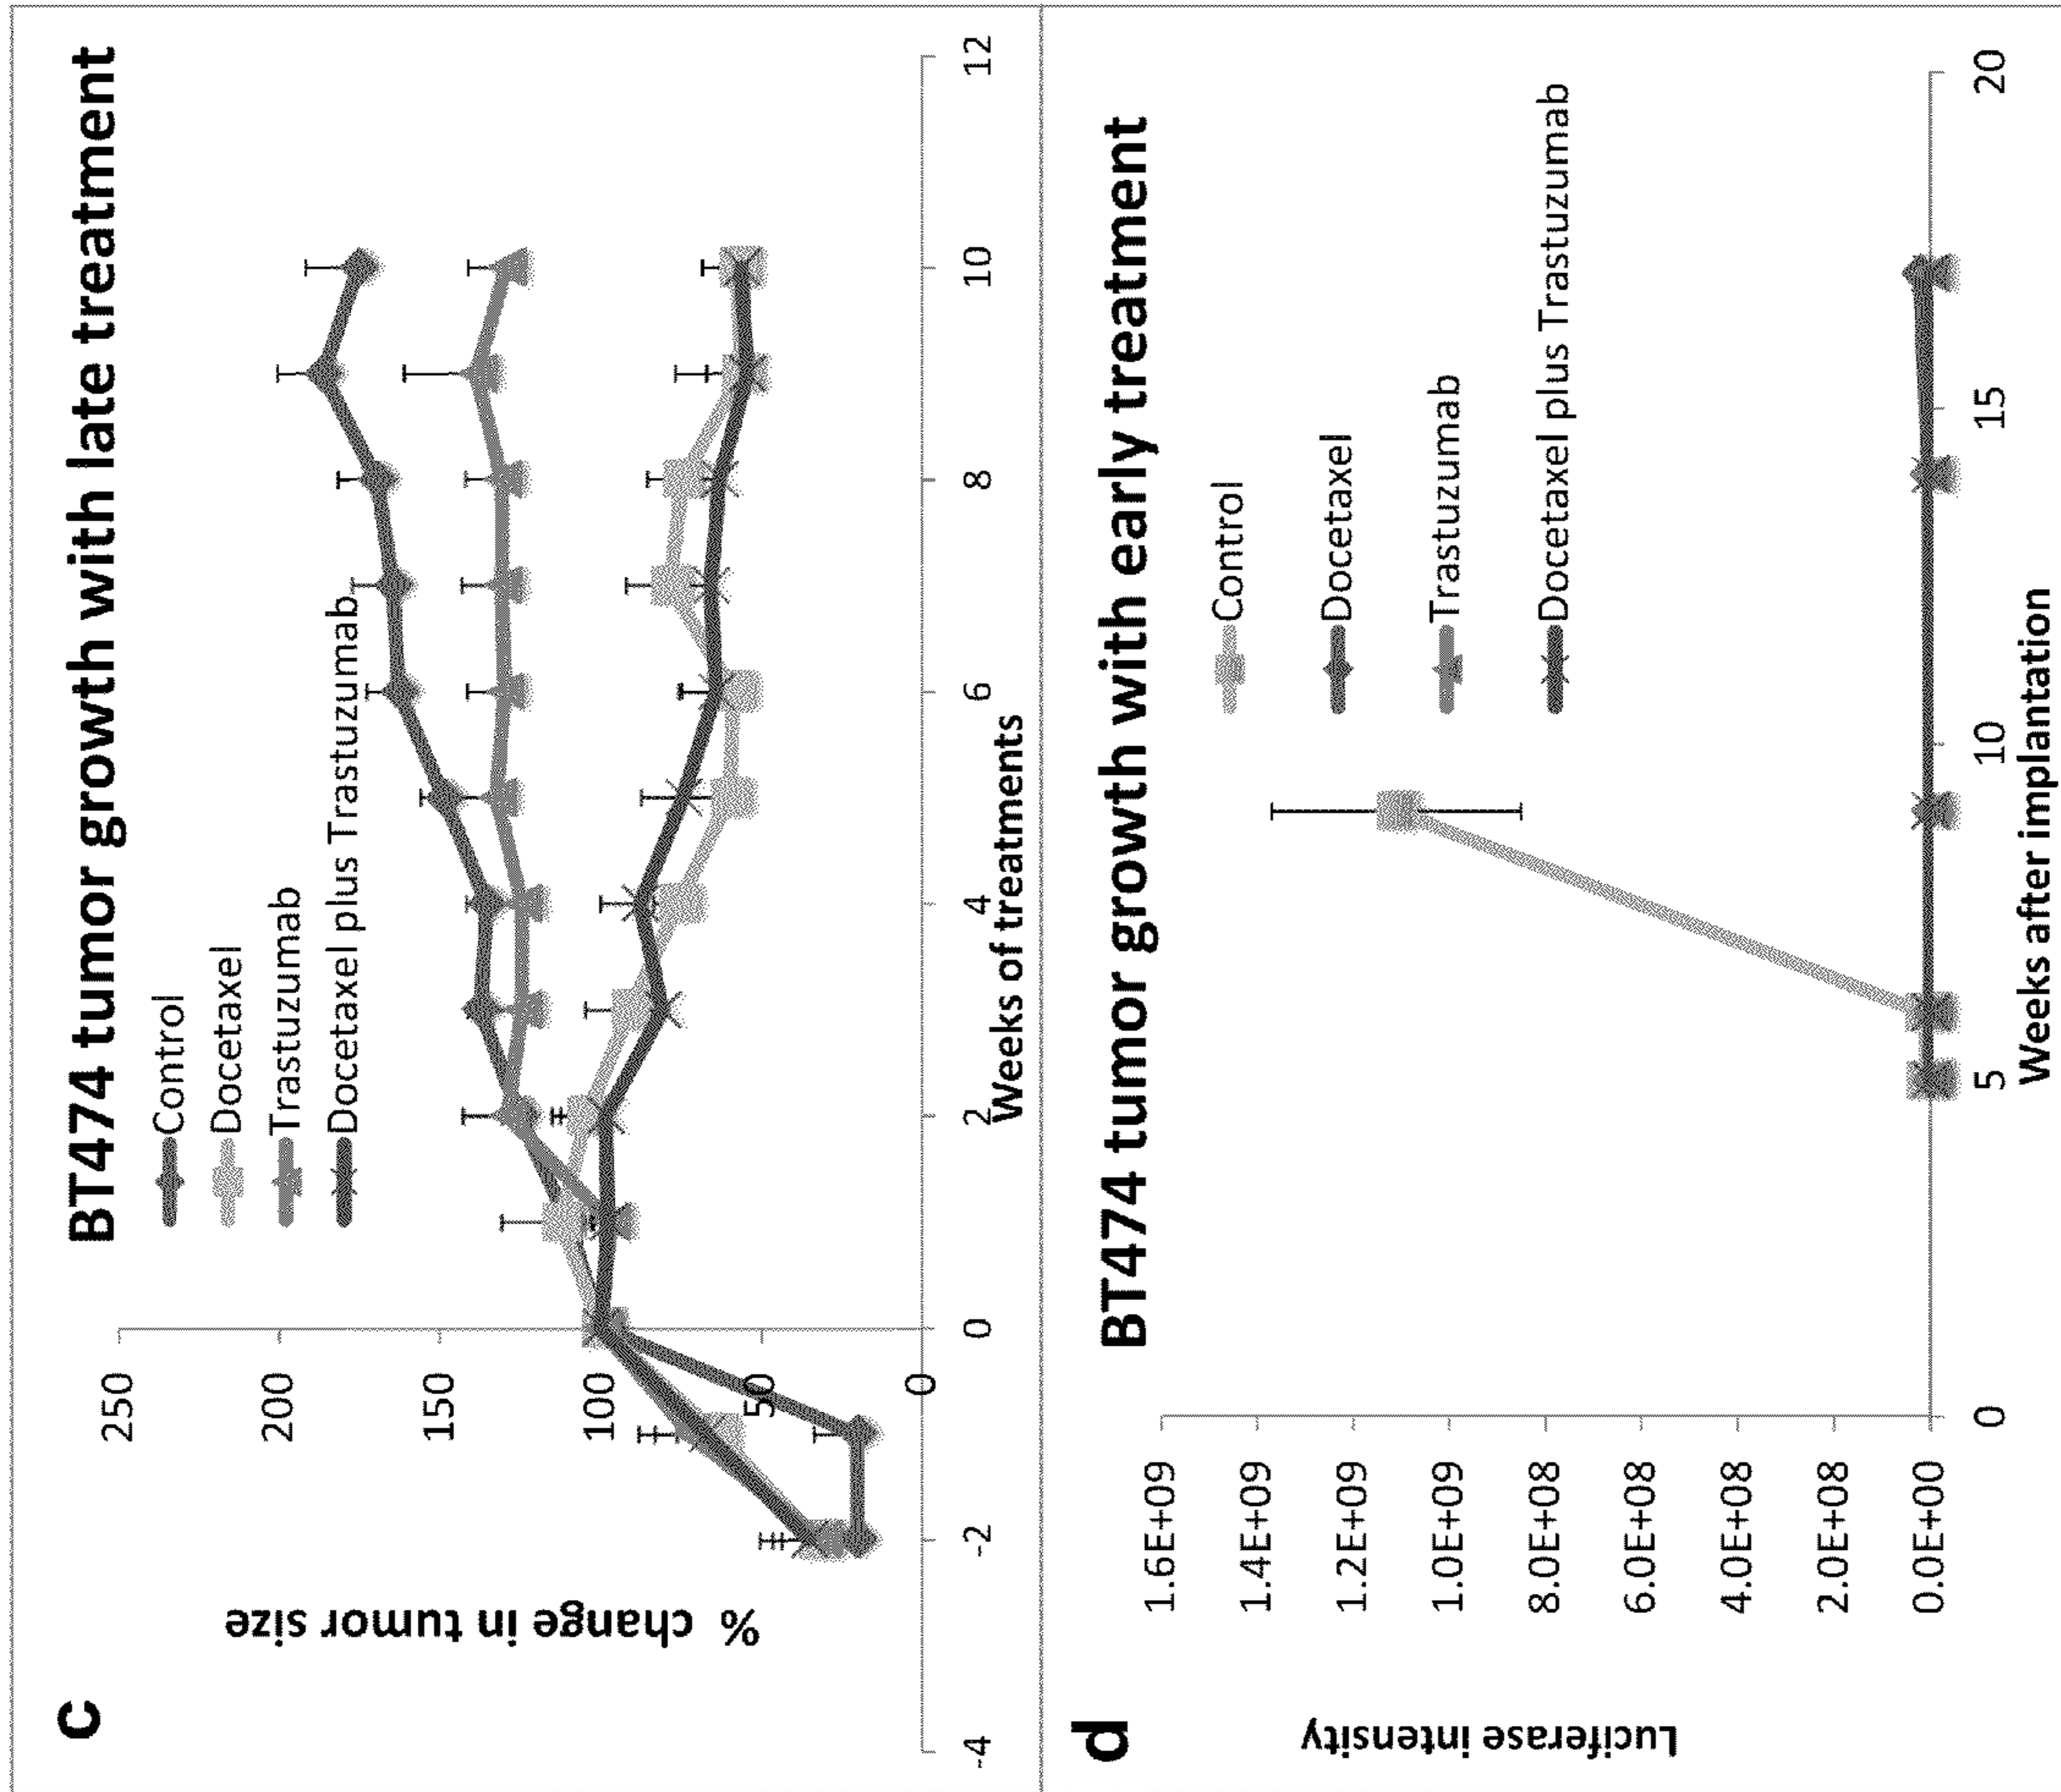 c
BT474 tumor growth with late treatment
Control
Docetaxel
Trastuzumab
Docetaxel plus Trastuzumab
% change in tumor size
250
200
150
100
50
0
-4
-2
0
2
4
6
8
10
12
Weeks of treatments
d
BT474 tumor growth with early treatment
Control
Docetaxel
Trastuzumab
Docetaxel plus Trastuzumab
Luciferase intensity
1.6E+09
1.4E+09
1.2E+09
1.0E+09
8.0E+08
6.0E+08
4.0E+08
2.0E+08
0.0E+00
0
5
10
15
20
Weeks after implantation